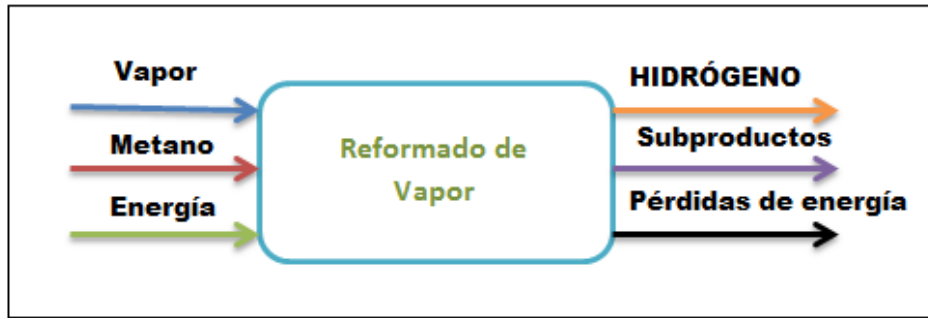 Vapor
Metano
Energía
Reformado de
Vapor
HIDRÓGENO
Subproductos
Pérdidas de energía